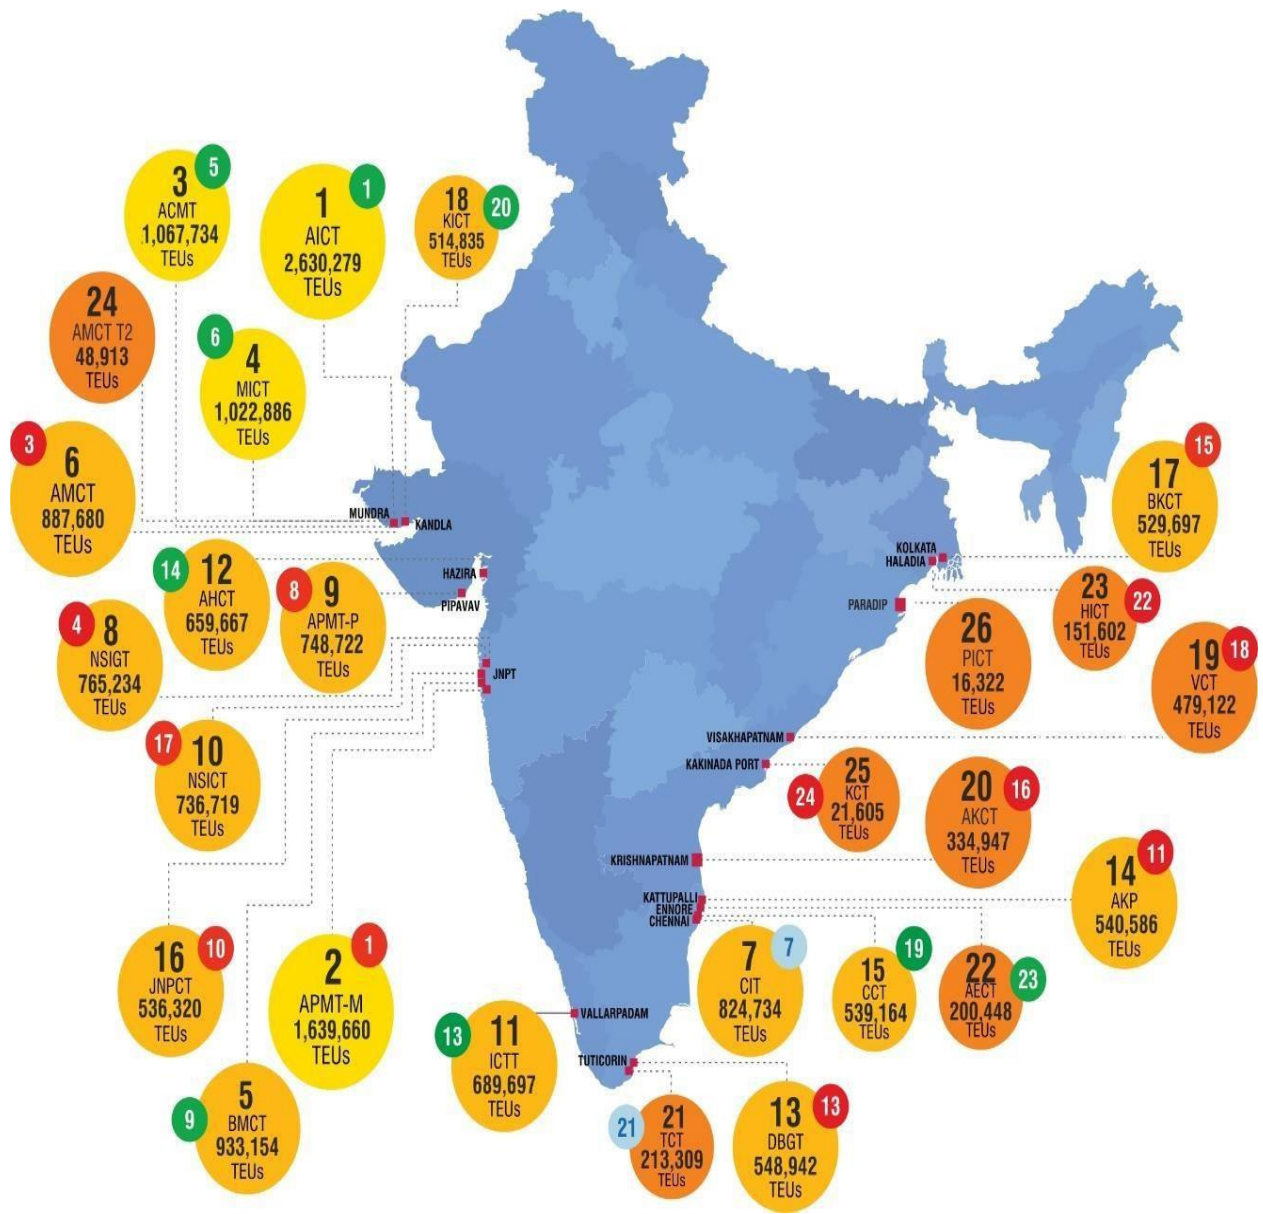 5
3
ACMT
1,067,734
TEUs
1
1
AICT
2,630,279
TEUs
20
18
KICT
514,835
TEUs
24
AMCT T2
48,913
TEUs
6
4
MICT
1,022,886
TEUs
3
6
AMCT
887,680
TEUs
MUNDRA
KANDLA
14
12
AHCT
659,667
TEUs
8
9
APMT-P
748,722
TEUs
HAZIRA
PIPAVAV
4
8
NSIGT
765,234
TEUs
JNPT
17
10
NSICT
736,719
TEUs
10
16
JNPCT
536,320
TEUs
1
2
APMT-M
1,639,660
TEUs
9
5
BMCT
933,154
TEUs
15
17
BKCT
529,697
TEUs
KOLKATA
HALADIA
22
23
HICT
151,602
TEUs
PARADIP
26
PICT
16,322
TEUs
18
19
VCT
479,122
TEUs
VISAKHAPATNAM
KAKINADA PORT
24
25
KCT
21,605
TEUs
16
20
AKCT
334,947
TEUs
KRISHNAPATNAM
11
14
AKP
540,586
TEUs
KATTUPALLI
ENNORE
CHENNAI
7
7
CIT
824,734
TEUs
19
15
CCT
539,164
TEUs
23
22
AECT
200,448
TEUs
VALLARPADAM
13
11
ICTT
689,697
TEUs
TUTICORIN
21
21
TCT
213,309
TEUs
13
13
DBGT
548,942
TEUs